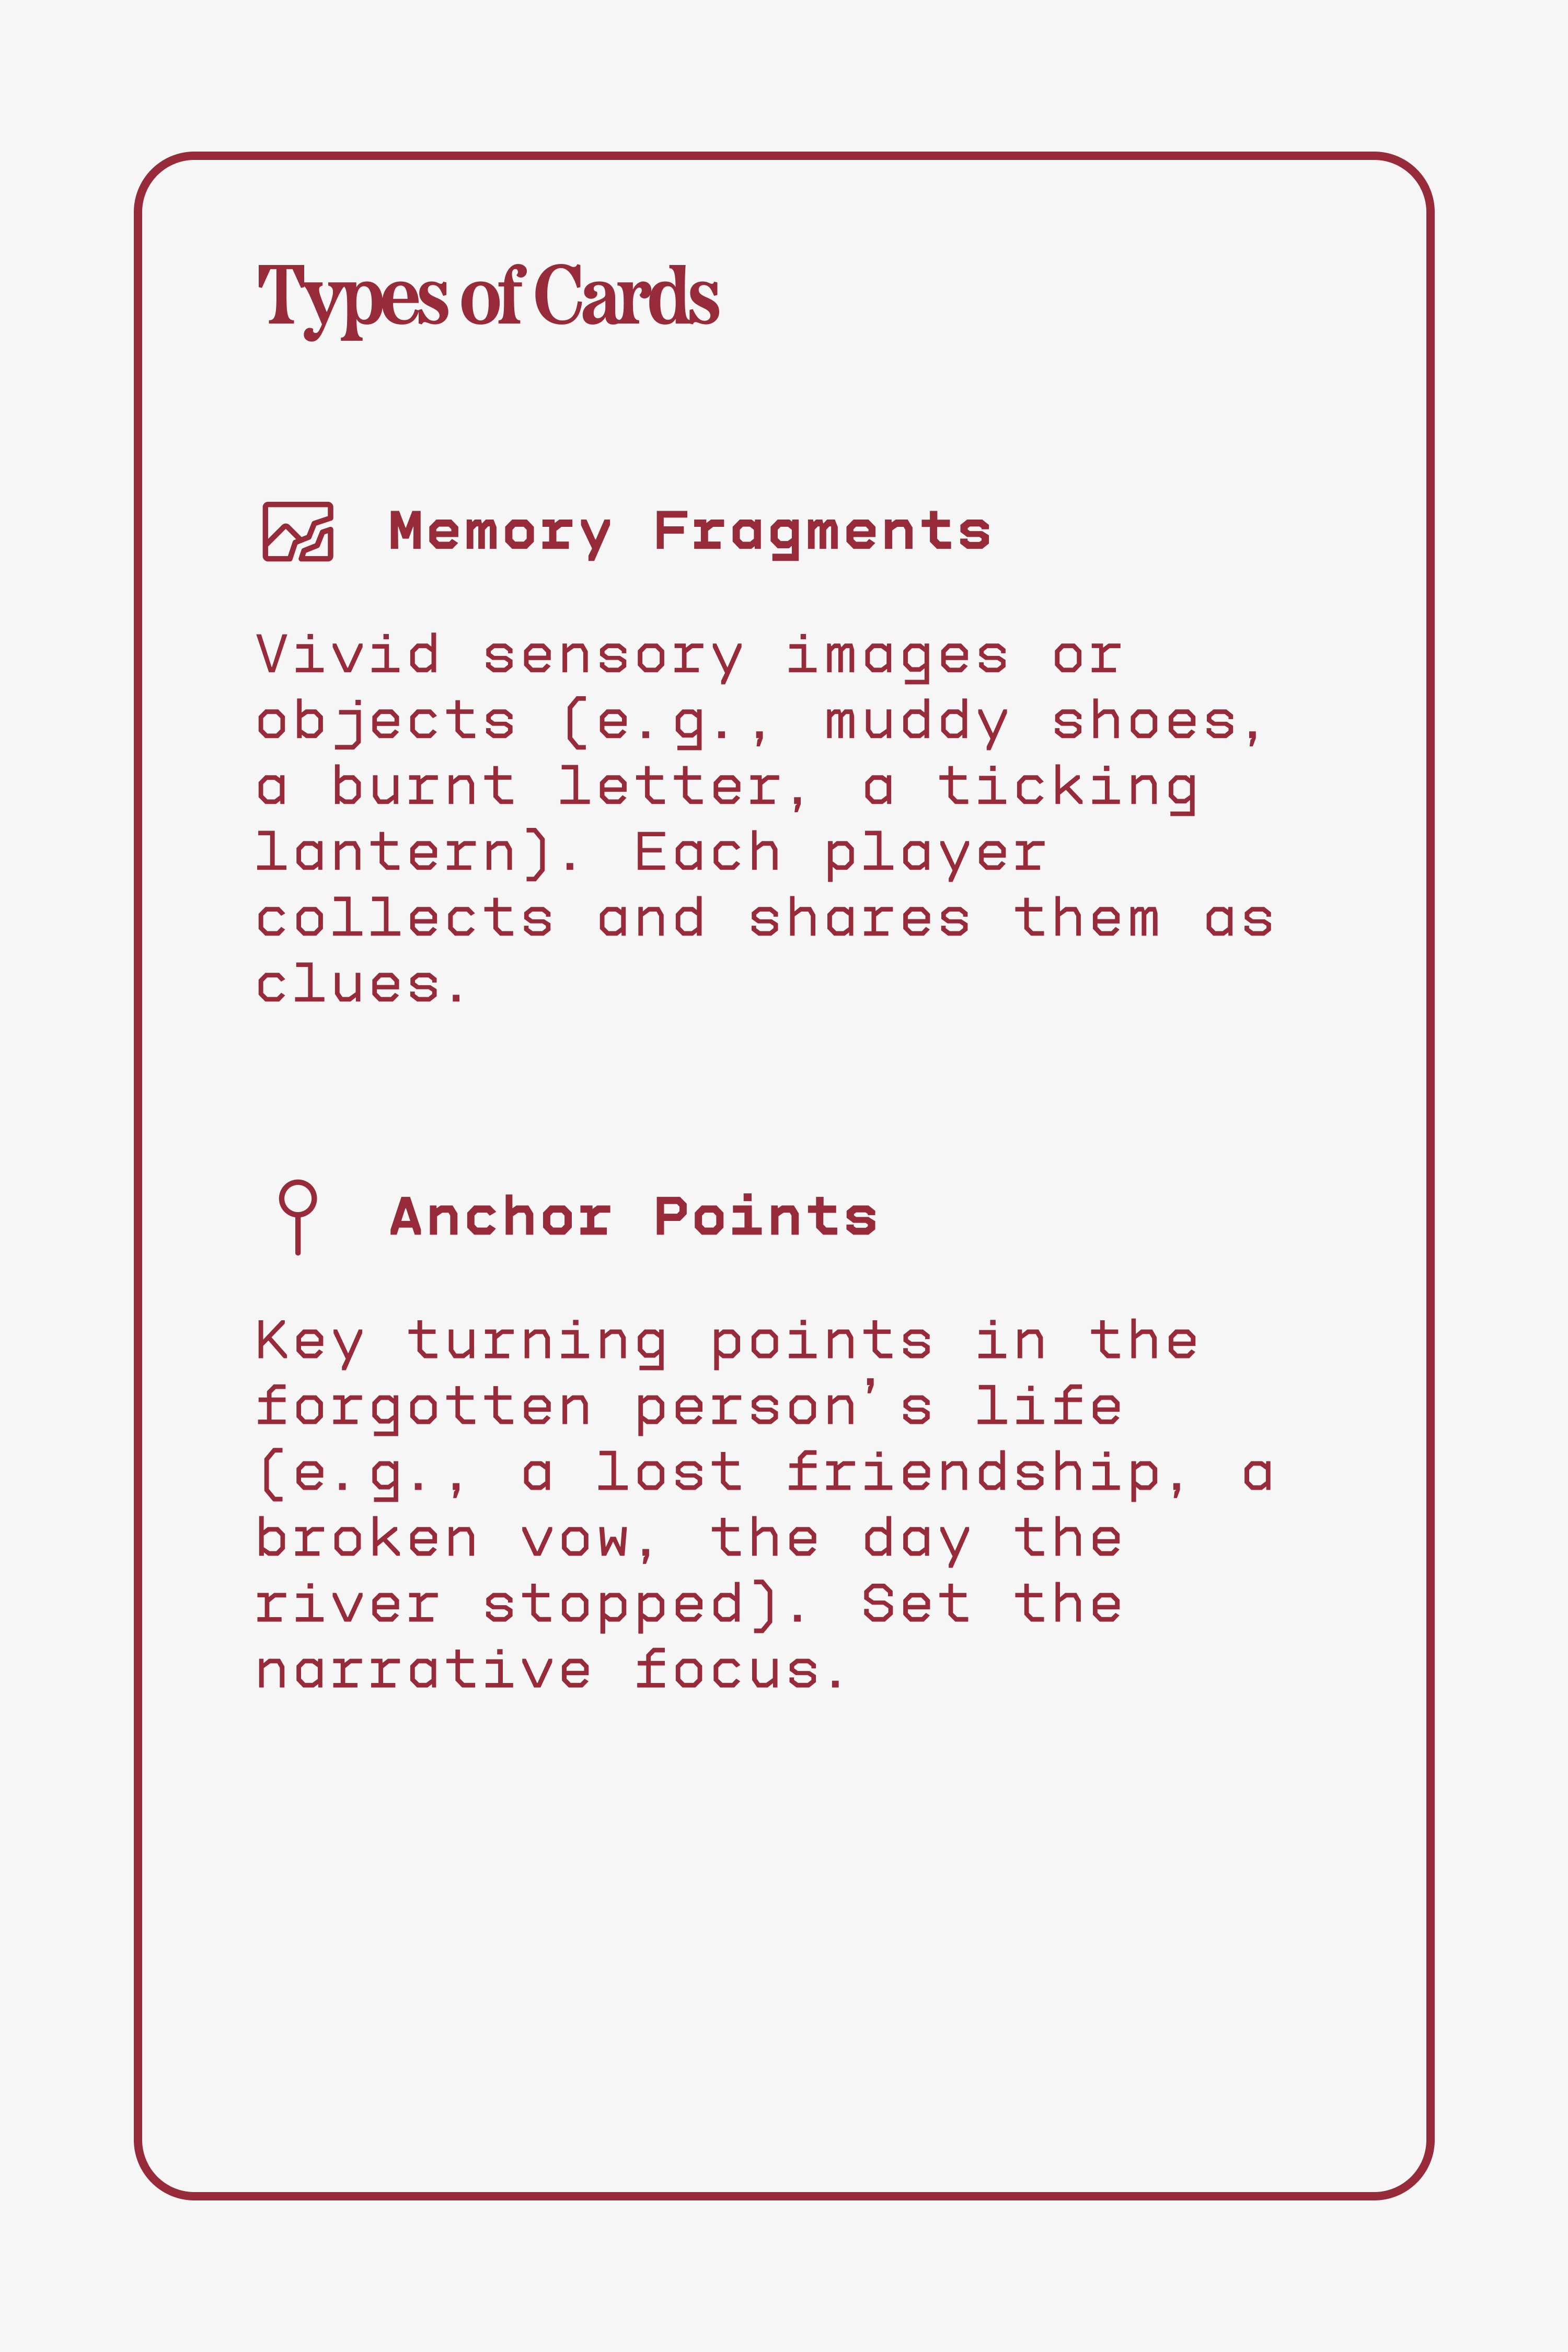 Types of Cards
Memory Fragments
Vivid sensory images or
objects (e.g., muddy shoes,
a burnt letter, a ticking
lantern). Each player
collects and shares them as
clues.
Anchor Points
Key turning points in the
forgotten person's life
(e.g., a lost friendship, a
broken vow, the day the
river stopped). Set the
narrative focus.